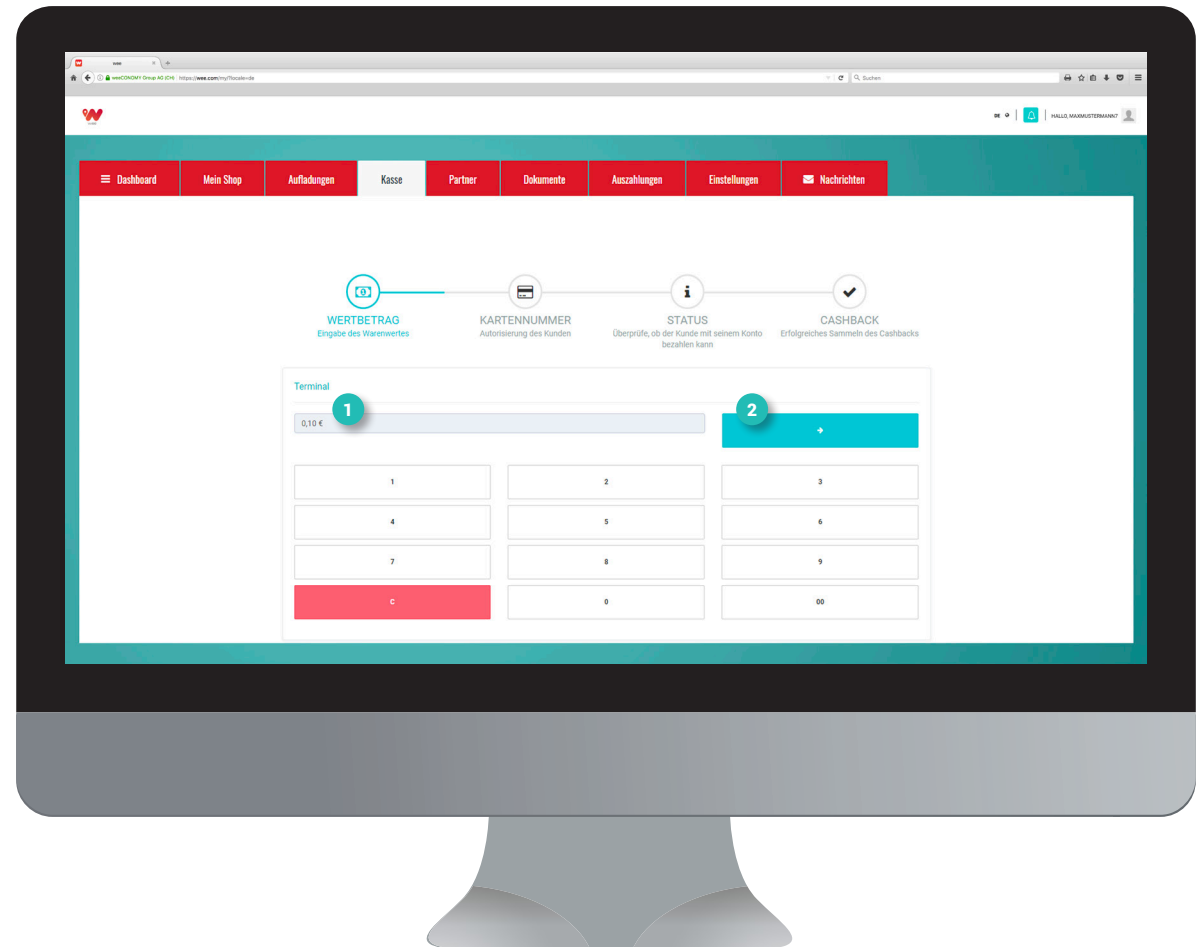 wee
weeCONOMY Group AG (CH) https://wee.com/my/?locale=de
Suchen
DE
HALLO, MAXMUSTERMANN7
Dashboard Mein Shop Aufladungen Kasse Partner Dokumente Auszahlungen Einstellungen Nachrichten
WERTBETRAG
Eingabe des Warenwertes
KARTENNUMMER
Autorisierung des Kunden
STATUS
Überprüfe, ob der Kunde mit seinem Konto
bezahlen kann
CASHBACK
Erfolgreiches Sammeln des Cashbacks
Terminal
1
2
0,10 €
1 2 3
4 5 6
7 8 9
C 0 00